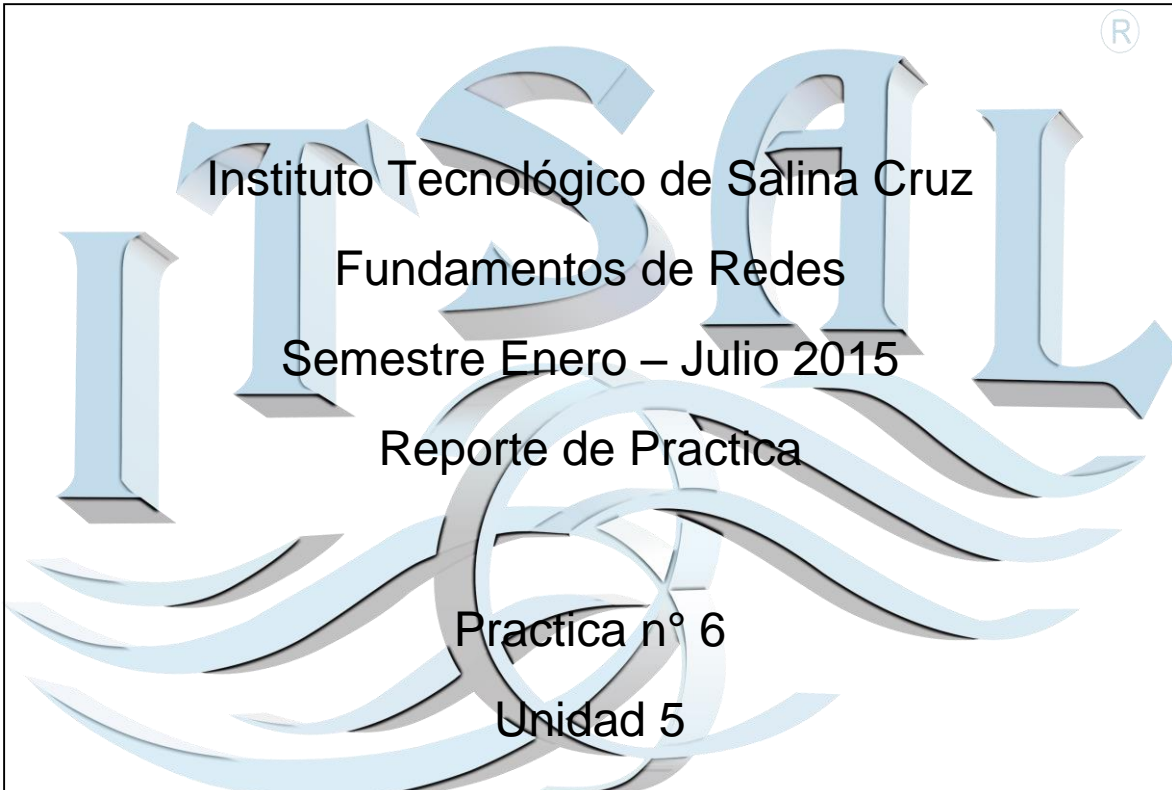 ®
ITSAL
Instituto Tecnológico de Salina Cruz
Fundamentos de Redes
Semestre Enero – Julio 2015
Reporte de Practica
Practica n° 6
Unidad 5